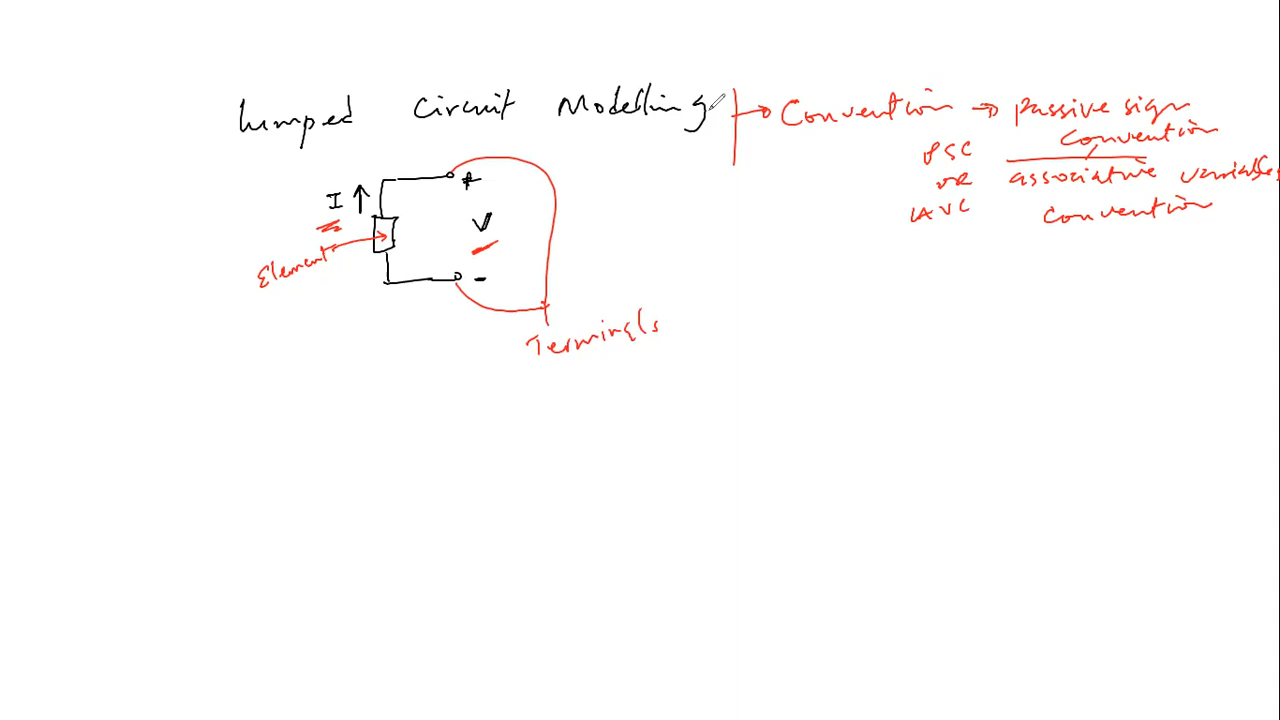 Lumped Circuit Modelling
Convention → passive sign
convention
PSC
or associative variables
AVC convention
I ↑
+
V
-
Element
Terminals